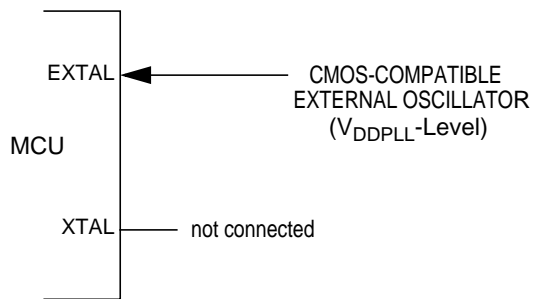 EXTAL
CMOS-COMPATIBLE
EXTERNAL OSCILLATOR
(VDDPLL-Level)
MCU
XTAL
not connected